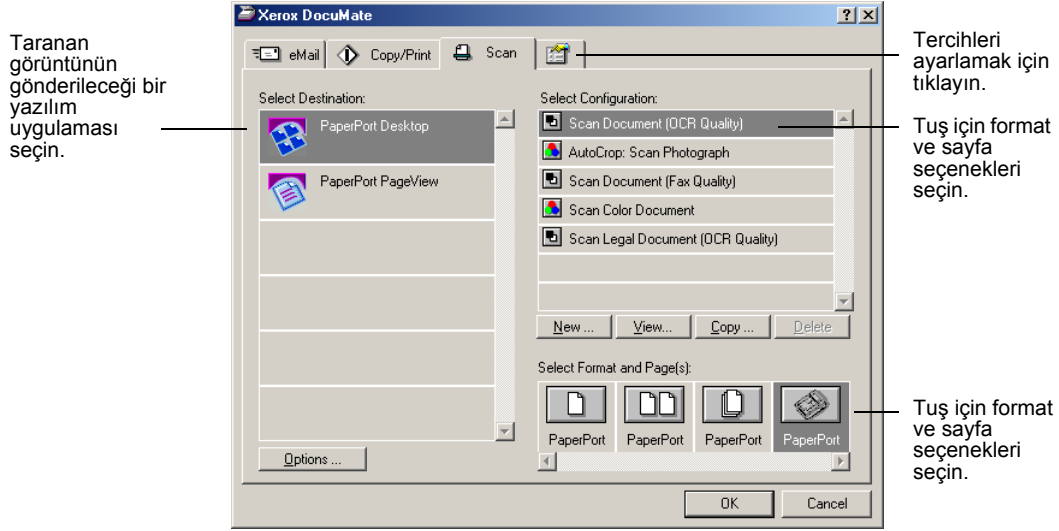 Xerox DocuMate
eMail
Copy/Print
Scan
Taranan
görüntünün
gönderileceği bir
yazılım
uygulaması
seçin.
Select Destination:
PaperPort Desktop
PaperPort PageView
Options ...
Select Configuration:
Scan Document (OCR Quality)
AutoCrop: Scan Photograph
Scan Document (Fax Quality)
Scan Color Document
Scan Legal Document (OCR Quality)
New ...
View...
Copy ...
Delete
Select Format and Page(s):
PaperPort
PaperPort
PaperPort
PaperPort
OK
Cancel
Tercihleri
ayarlamak için
tıklayın.
Tuş için format
ve sayfa
seçenekleri
seçin.
Tuş için format
ve sayfa
seçenekleri
seçin.